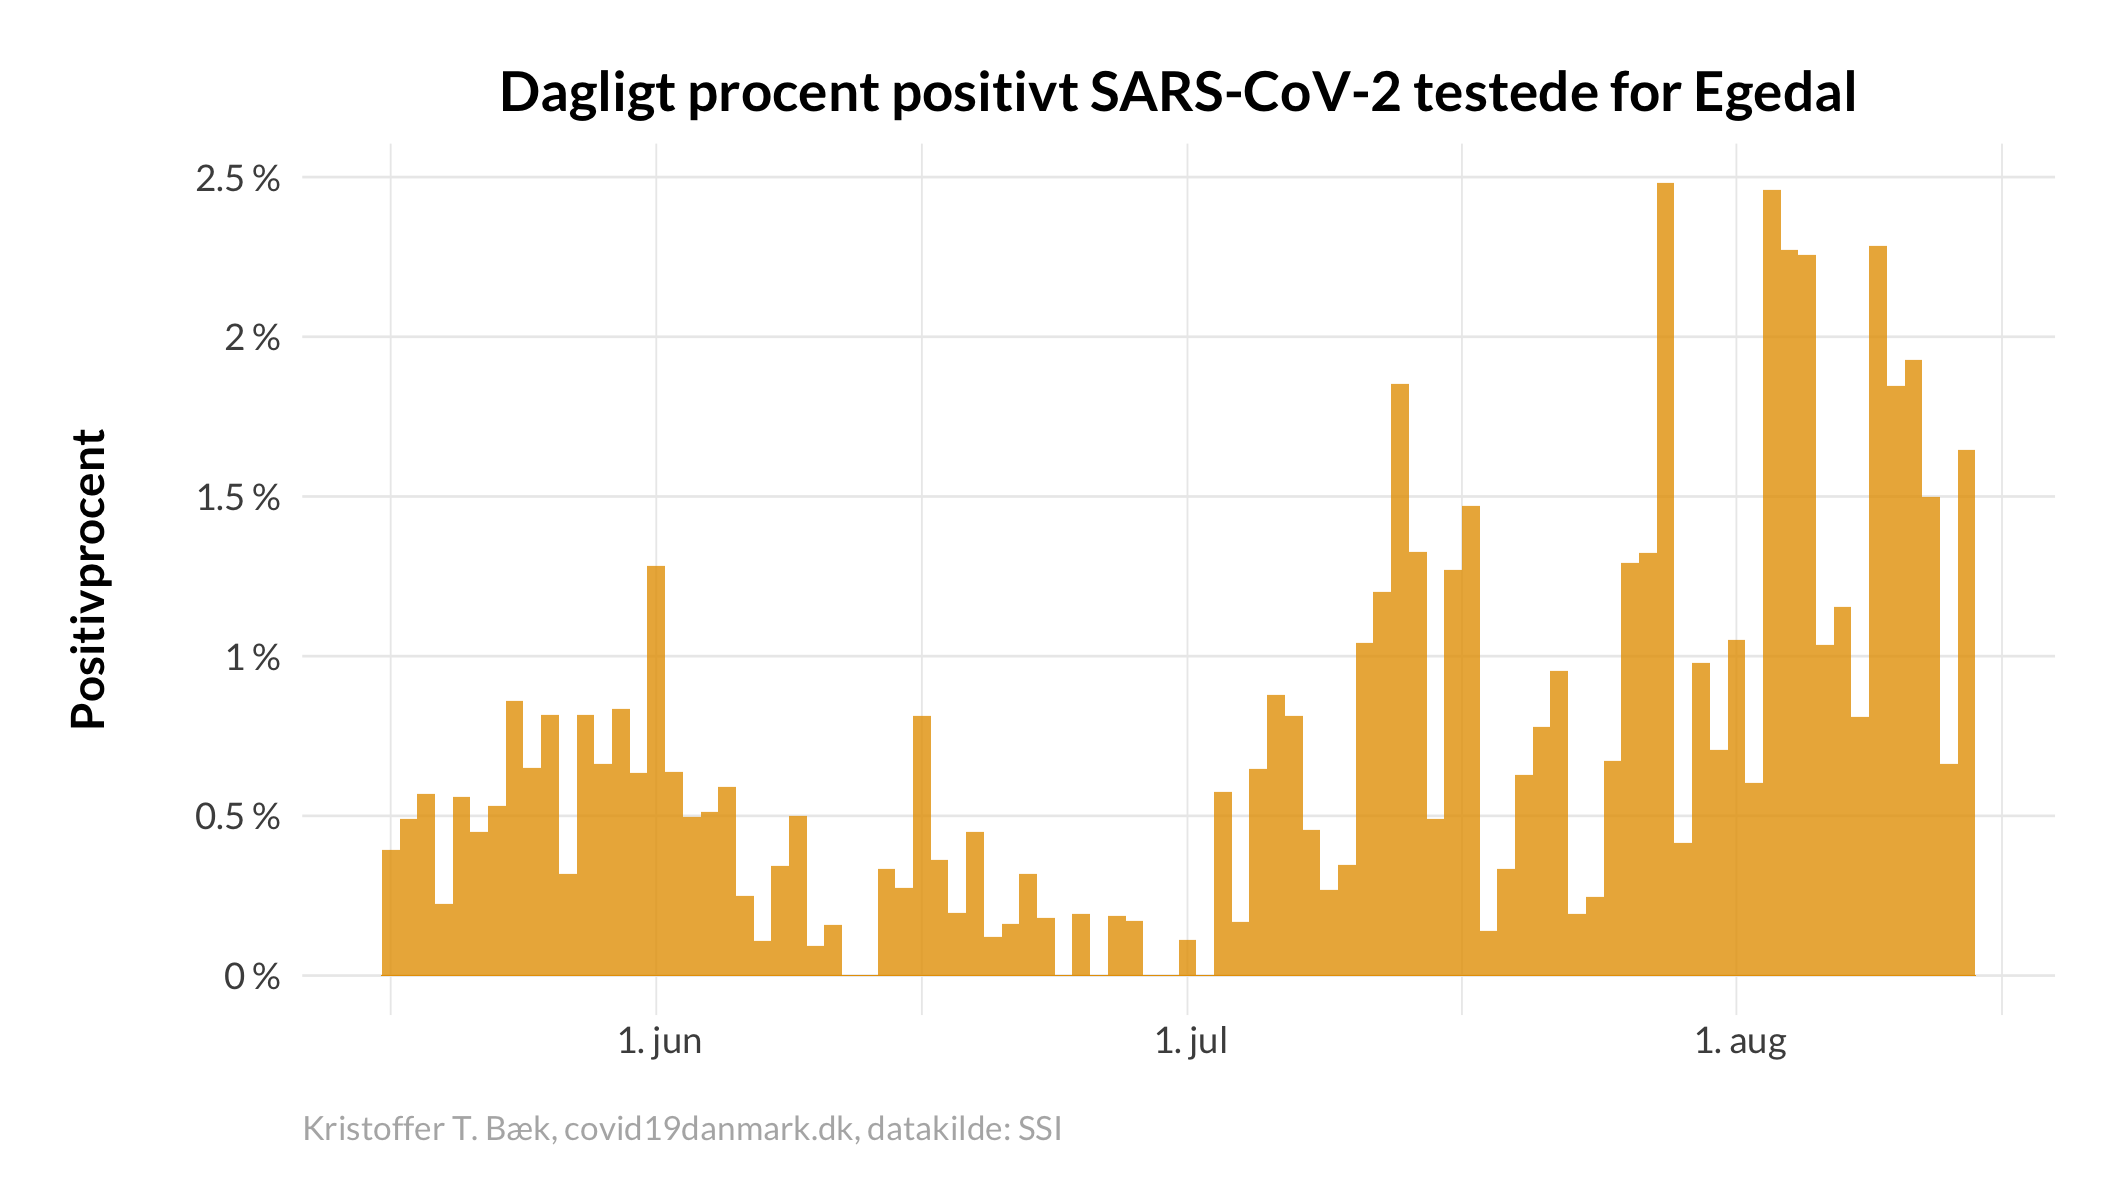 Dagligt procent positivt SARS-CoV-2 testede for Egedal
Positivprocent
2.5 %
2 %
1.5 %
1 %
0.5 %
0 %
1. jun
1. jul
1. aug
Kristoffer T. Bæk, covid19danmark.dk, datakilde: SSI